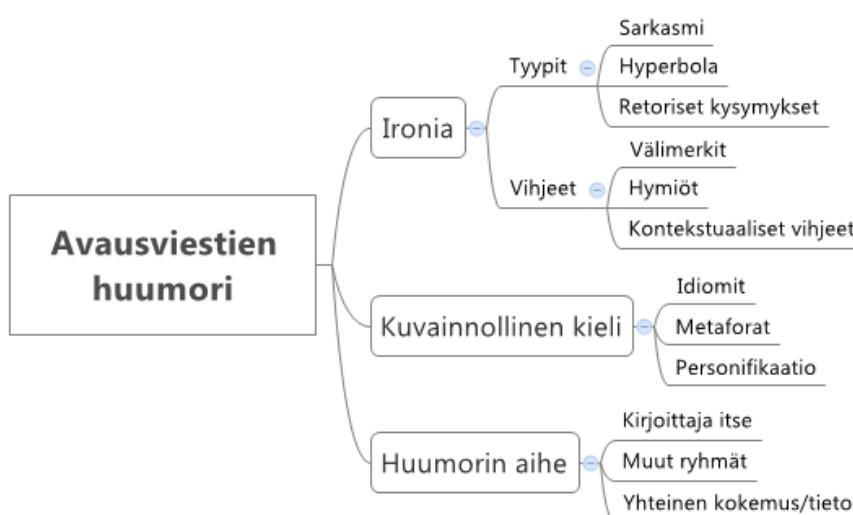 Avausviestien
huumori
Ironia
Tyypit
Sarkasmi
Hyperbola
Retoriset kysymykset
Vihjeet
Välimerkit
Hymiöt
Kontekstuaaliset vihjeet
Kuvainnollinen kieli
Idiomit
Metaforat
Personifikaatio
Huumorin aihe
Kirjoittaja itse
Muut ryhmät
Yhteinen kokemus/tieto